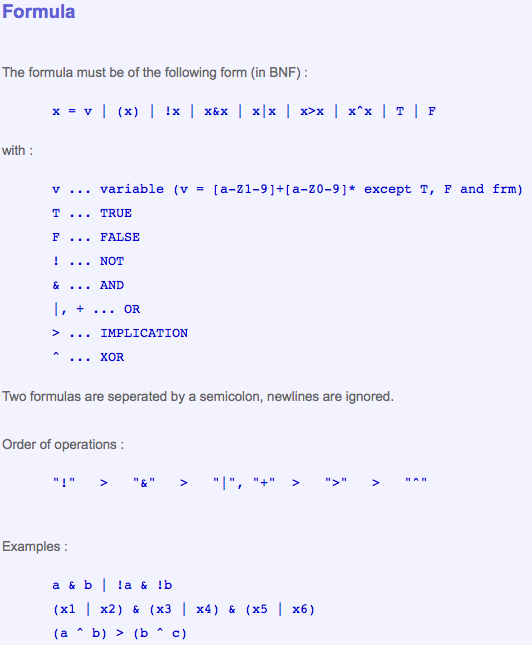 Formula
The formula must be of the following form (in BNF) :
x = v | (x) | !x | x&x | x|x | x>x | x^x | T | F
with :
v ... variable (v = [a-Z1-9]+[a-Z0-9]* except T, F and frm)
T ... TRUE
F ... FALSE
! ... NOT
& ... AND
|, + ... OR
> ... IMPLICATION
^ ... XOR
Two formulas are seperated by a semicolon, newlines are ignored.
Order of operations :
"!" > "&" > "|", "+" > ">" > "^"
Examples :
a & b | !a & !b
(x1 | x2) & (x3 | x4) & (x5 | x6)
(a ^ b) > (b ^ c)